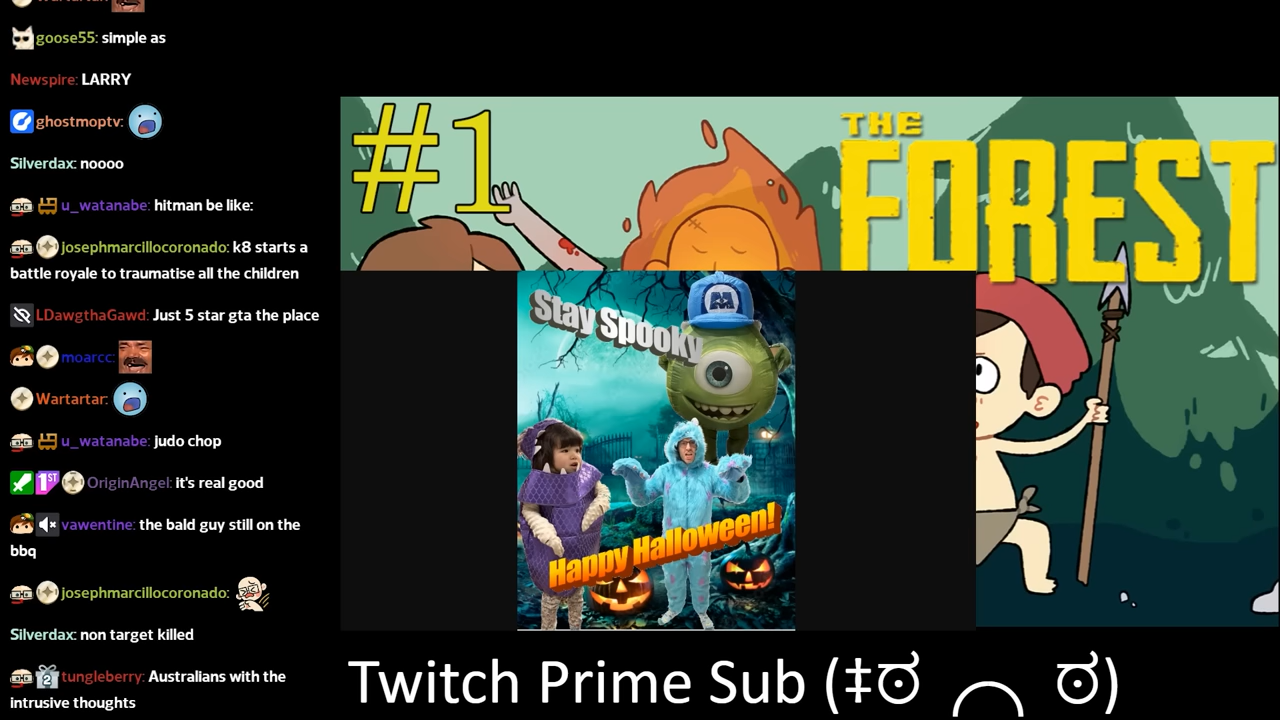 goose55: simple as
Newspire: LARRY
ghostmoptv:
Silverdax: noooo
u_watanabe: hitman be like:
josephmarcillocoronado: k8 starts a
battle royale to traumatise all the children
LDawgthaGawd: Just 5 star gta the place
moarcc:
Wartartar:
u_watanabe: judo chop
1ST OriginAngel: it's real good
vawentine: the bald guy still on the
bbq
josephmarcillocoronado:
Silverdax: non target killed
2 tungleberry: Australians with the
intrusive thoughts
#1
THE
FOREST
Stay Spooky
M
Happy Halloween!
Twitch Prime Sub (‡ಠ ╭╮ ಠ)